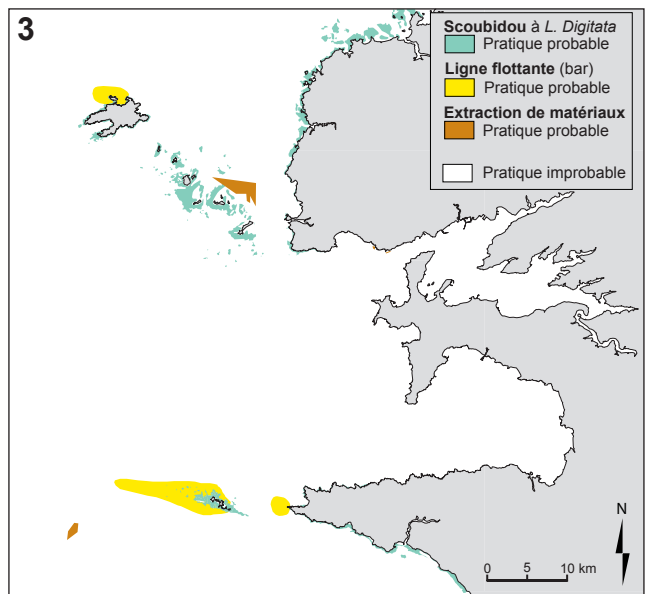 3
Scoubidou à L. Digitata
Pratique probable
Ligne flottante (bar)
Pratique probable
Extraction de matériaux
Pratique probable
Pratique improbable
N
0 5 10 km